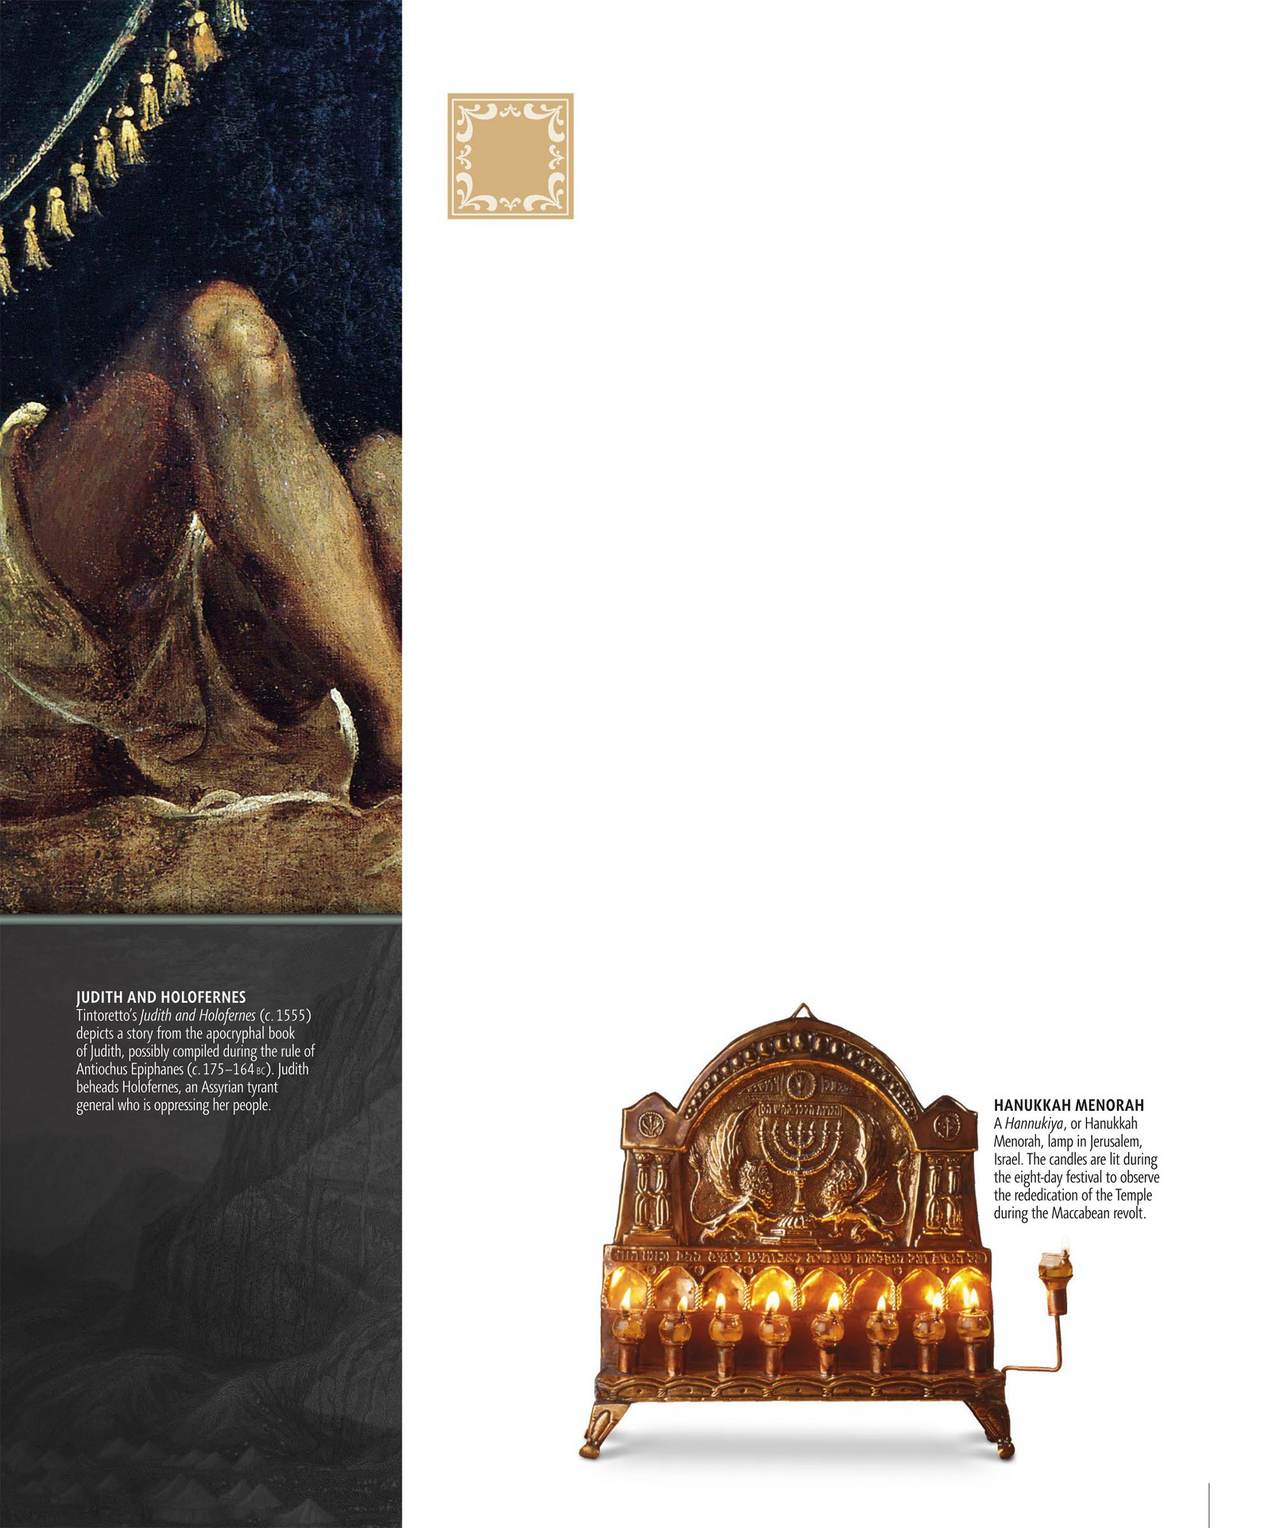 JUDITH AND HOLOFERNES
Tintoretto's Judith and Holofernes (c. 1555)
depicts a story from the apocryphal book
of Judith, possibly compiled during the rule of
Antiochus Epiphanes (c. 175–164 BC). Judith
beheads Holofernes, an Assyrian tyrant
general who is oppressing her people.
HANUKKAH MENORAH
A Hannukiya, or Hanukkah
Menorah, lamp in Jerusalem,
Israel. The candles are lit during
the eight-day festival to observe
the rededication of the Temple
during the Maccabean revolt.